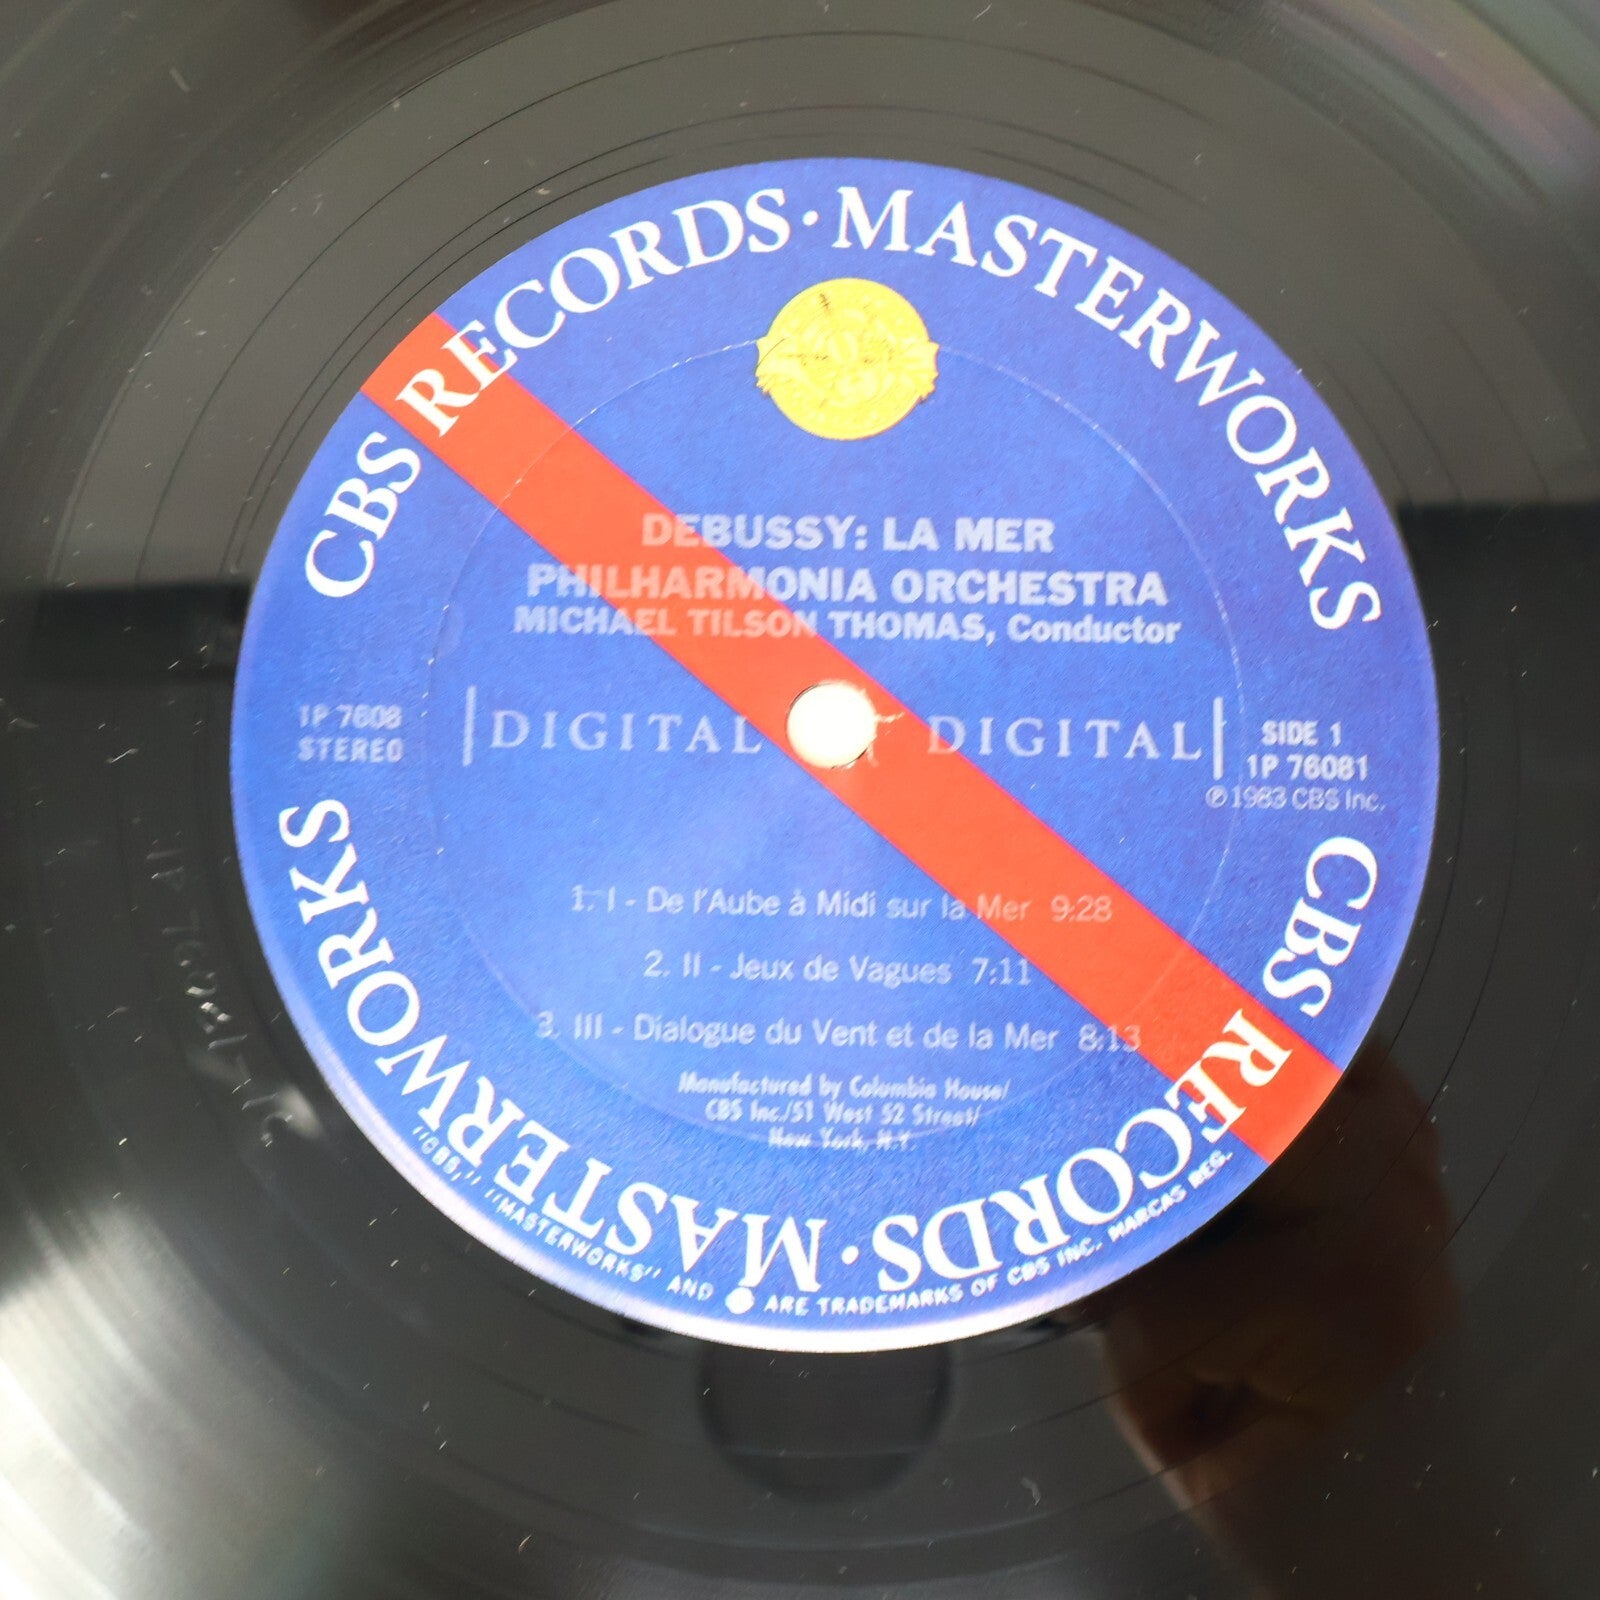 CBS RECORDS · MASTERWORKS
DEBUSSY: LA MER
PHILHARMONIA ORCHESTRA
MICHAEL TILSON THOMAS, Conductor
1P 7608
STEREO
DIGITAL DIGITAL
SIDE 1
1P 76081
℗ 1983 CBS Inc.
1. I - De l'Aube à Midi sur la Mer 9:28
2. II - Jeux de Vagues 7:11
3. III - Dialogue du Vent et de la Mer 8:13
Manufactured by Columbia House/
CBS Inc./51 West 52 Street/
New York, N.Y.
CBS RECORDS · MASTERWORKS
"CBS," "MASTERWORKS" AND ARE TRADEMARKS OF CBS INC. MARCAS REG.